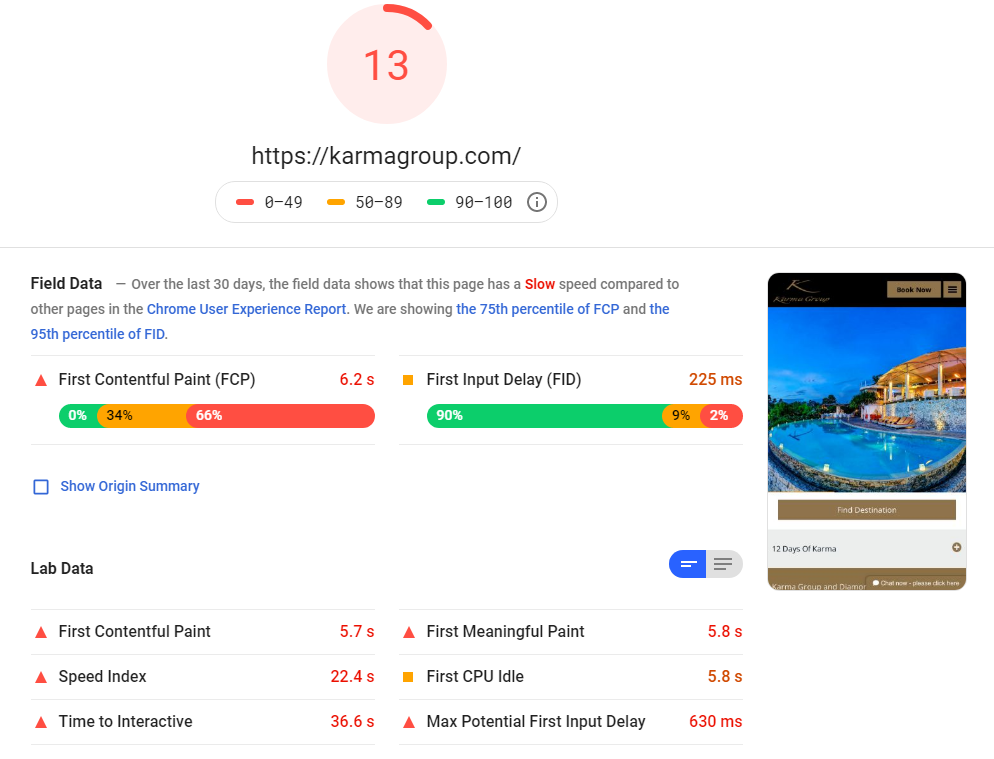 13
https://karmagroup.com/
0–49 50–89 90–100
Field Data — Over the last 30 days, the field data shows that this page has a Slow speed compared to
other pages in the Chrome User Experience Report. We are showing the 75th percentile of FCP and the
95th percentile of FID.
First Contentful Paint (FCP) 6.2 s
0% 34% 66%
First Input Delay (FID) 225 ms
90% 9% 2%
Show Origin Summary
Lab Data
First Contentful Paint 5.7 s
First Meaningful Paint 5.8 s
Speed Index 22.4 s
First CPU Idle 5.8 s
Time to Interactive 36.6 s
Max Potential First Input Delay 630 ms
Karma Group
Book Now
Find Destination
12 Days Of Karma
Karma Group and Diamon
Chat now - please click here